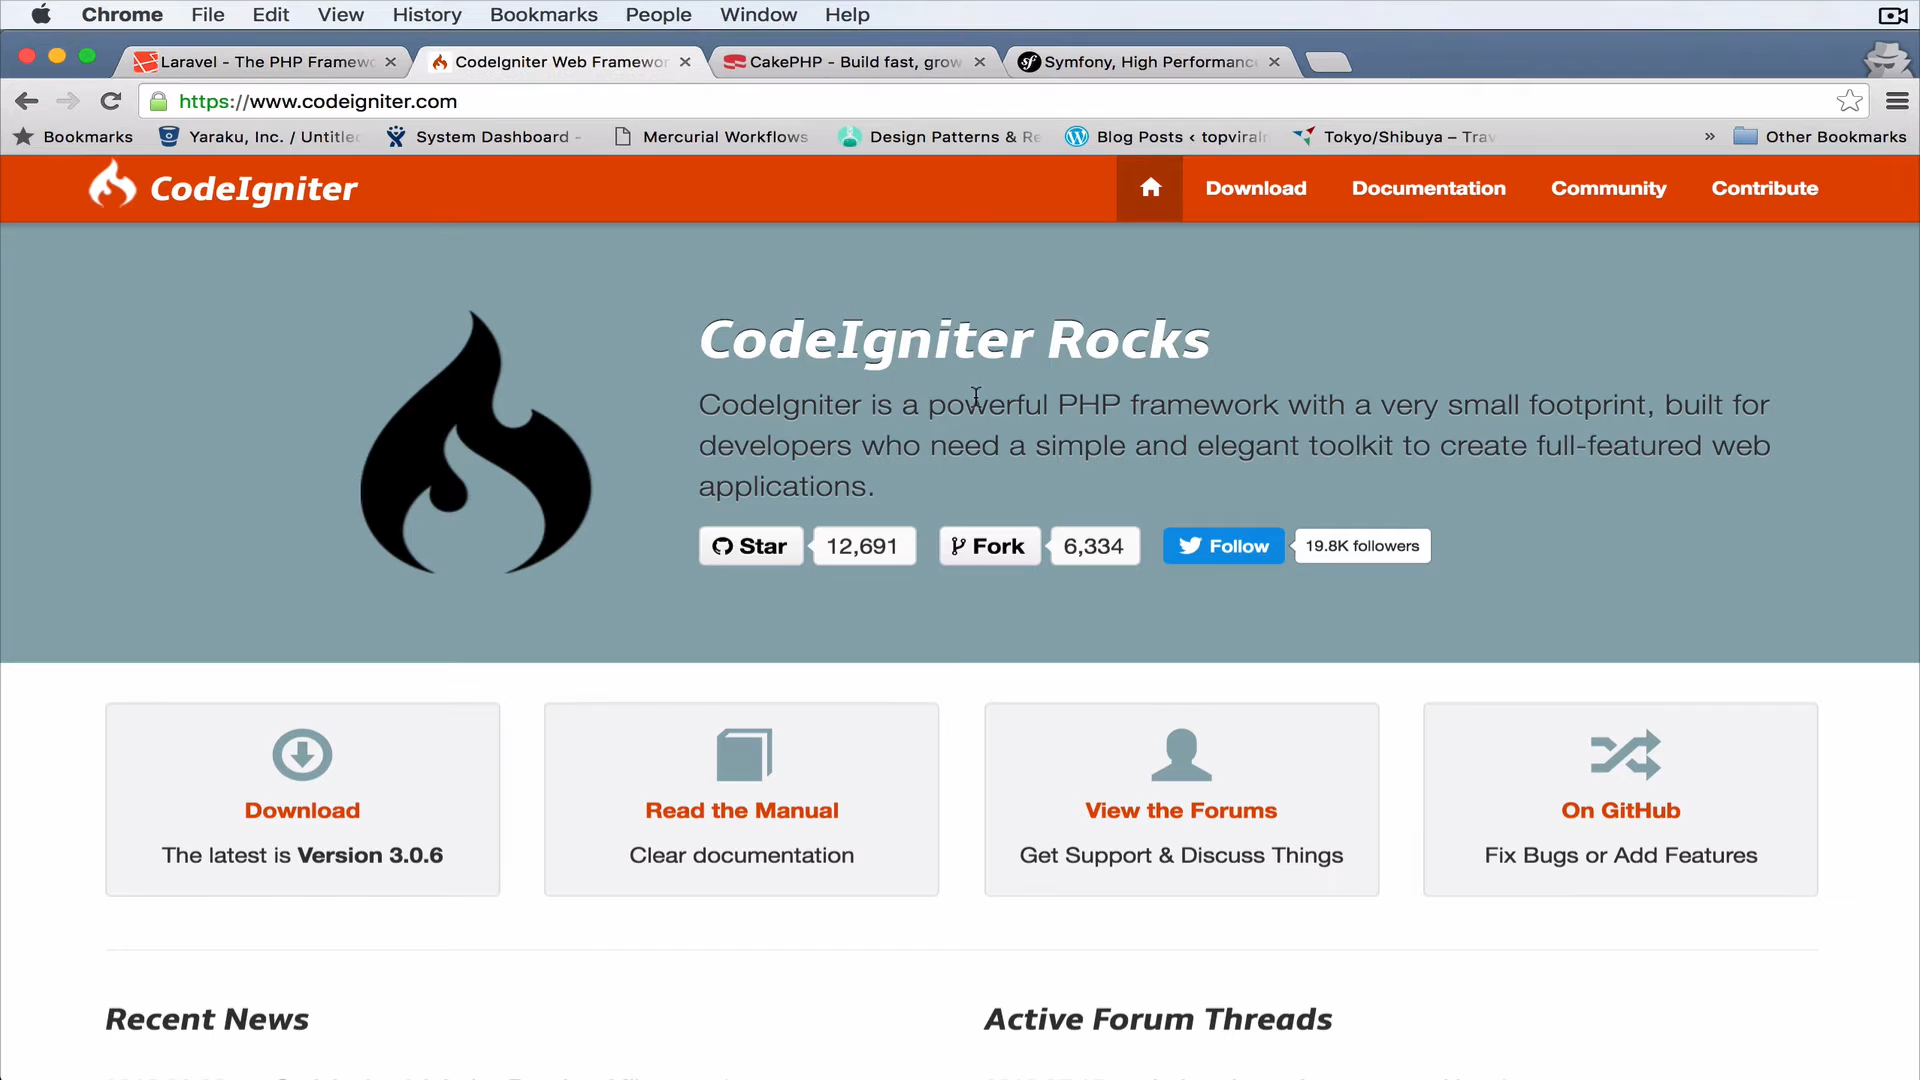 Chrome File Edit View History Bookmarks People Window Help
Laravel - The PHP Framewo CodeIgniter Web Framewor CakePHP - Build fast, grow sf Symfony, High Performance
https://www.codeigniter.com
Bookmarks Yaraku, Inc. / Untitle System Dashboard - Mercurial Workflows Design Patterns & Re Blog Posts ‹ topviral Tokyo/Shibuya – Trav » Other Bookmarks
CodeIgniter Download Documentation Community Contribute
CodeIgniter Rocks
CodeIgniter is a powerful PHP framework with a very small footprint, built for
developers who need a simple and elegant toolkit to create full-featured web
applications.
Star 12,691 Fork 6,334 Follow 19.8K followers
Download Read the Manual View the Forums On GitHub
The latest is Version 3.0.6 Clear documentation Get Support & Discuss Things Fix Bugs or Add Features
Recent News Active Forum Threads